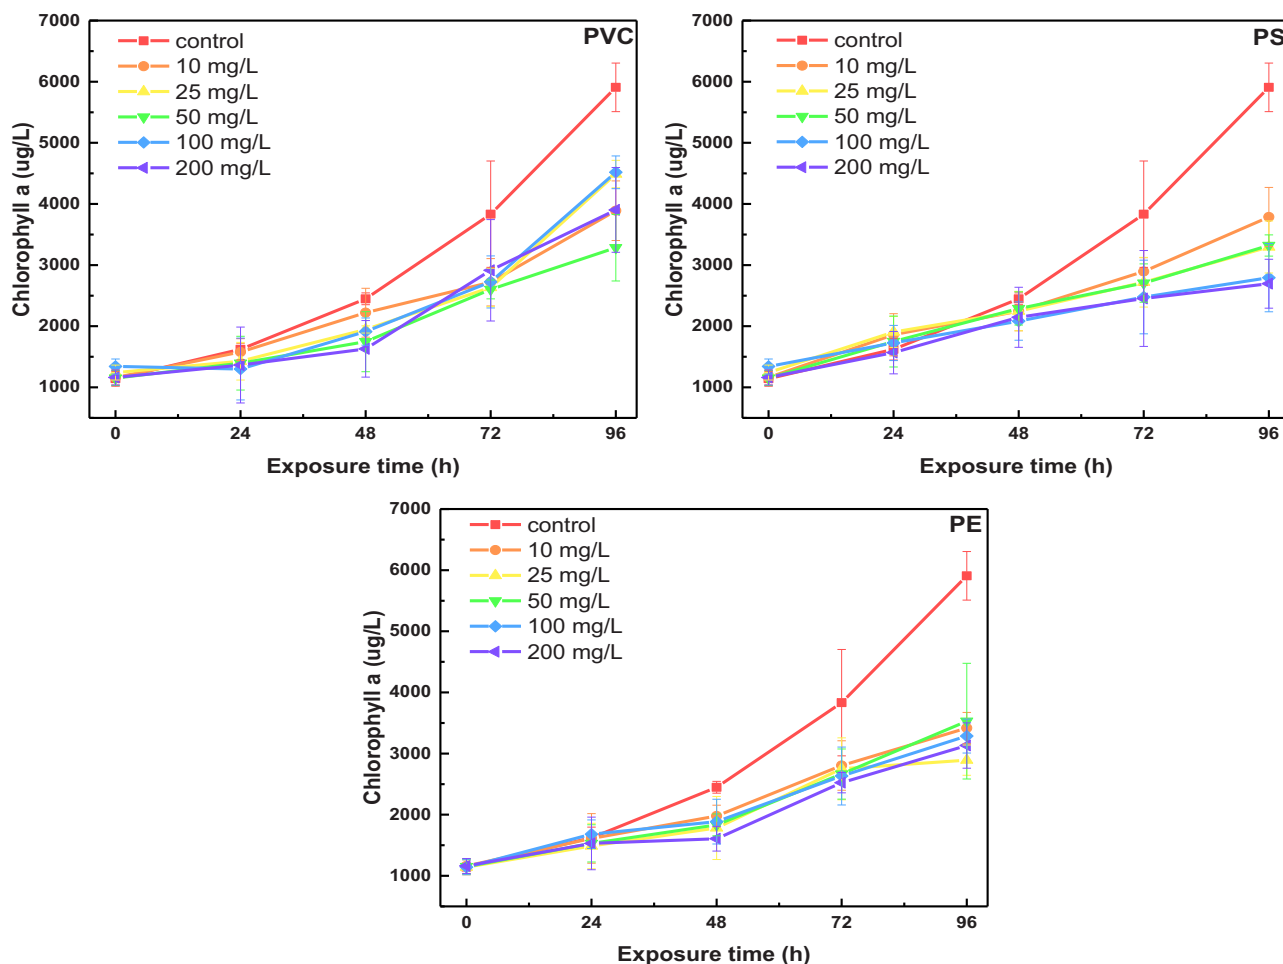 PVC
control
10 mg/L
25 mg/L
50 mg/L
100 mg/L
200 mg/L
Chlorophyll a (ug/L)
7000
6000
5000
4000
3000
2000
1000
0 24 48 72 96
Exposure time (h)
PS
control
10 mg/L
25 mg/L
50 mg/L
100 mg/L
200 mg/L
Chlorophyll a (ug/L)
7000
6000
5000
4000
3000
2000
1000
0 24 48 72 96
Exposure time (h)
PE
control
10 mg/L
25 mg/L
50 mg/L
100 mg/L
200 mg/L
Chlorophyll a (ug/L)
7000
6000
5000
4000
3000
2000
1000
0 24 48 72 96
Exposure time (h)